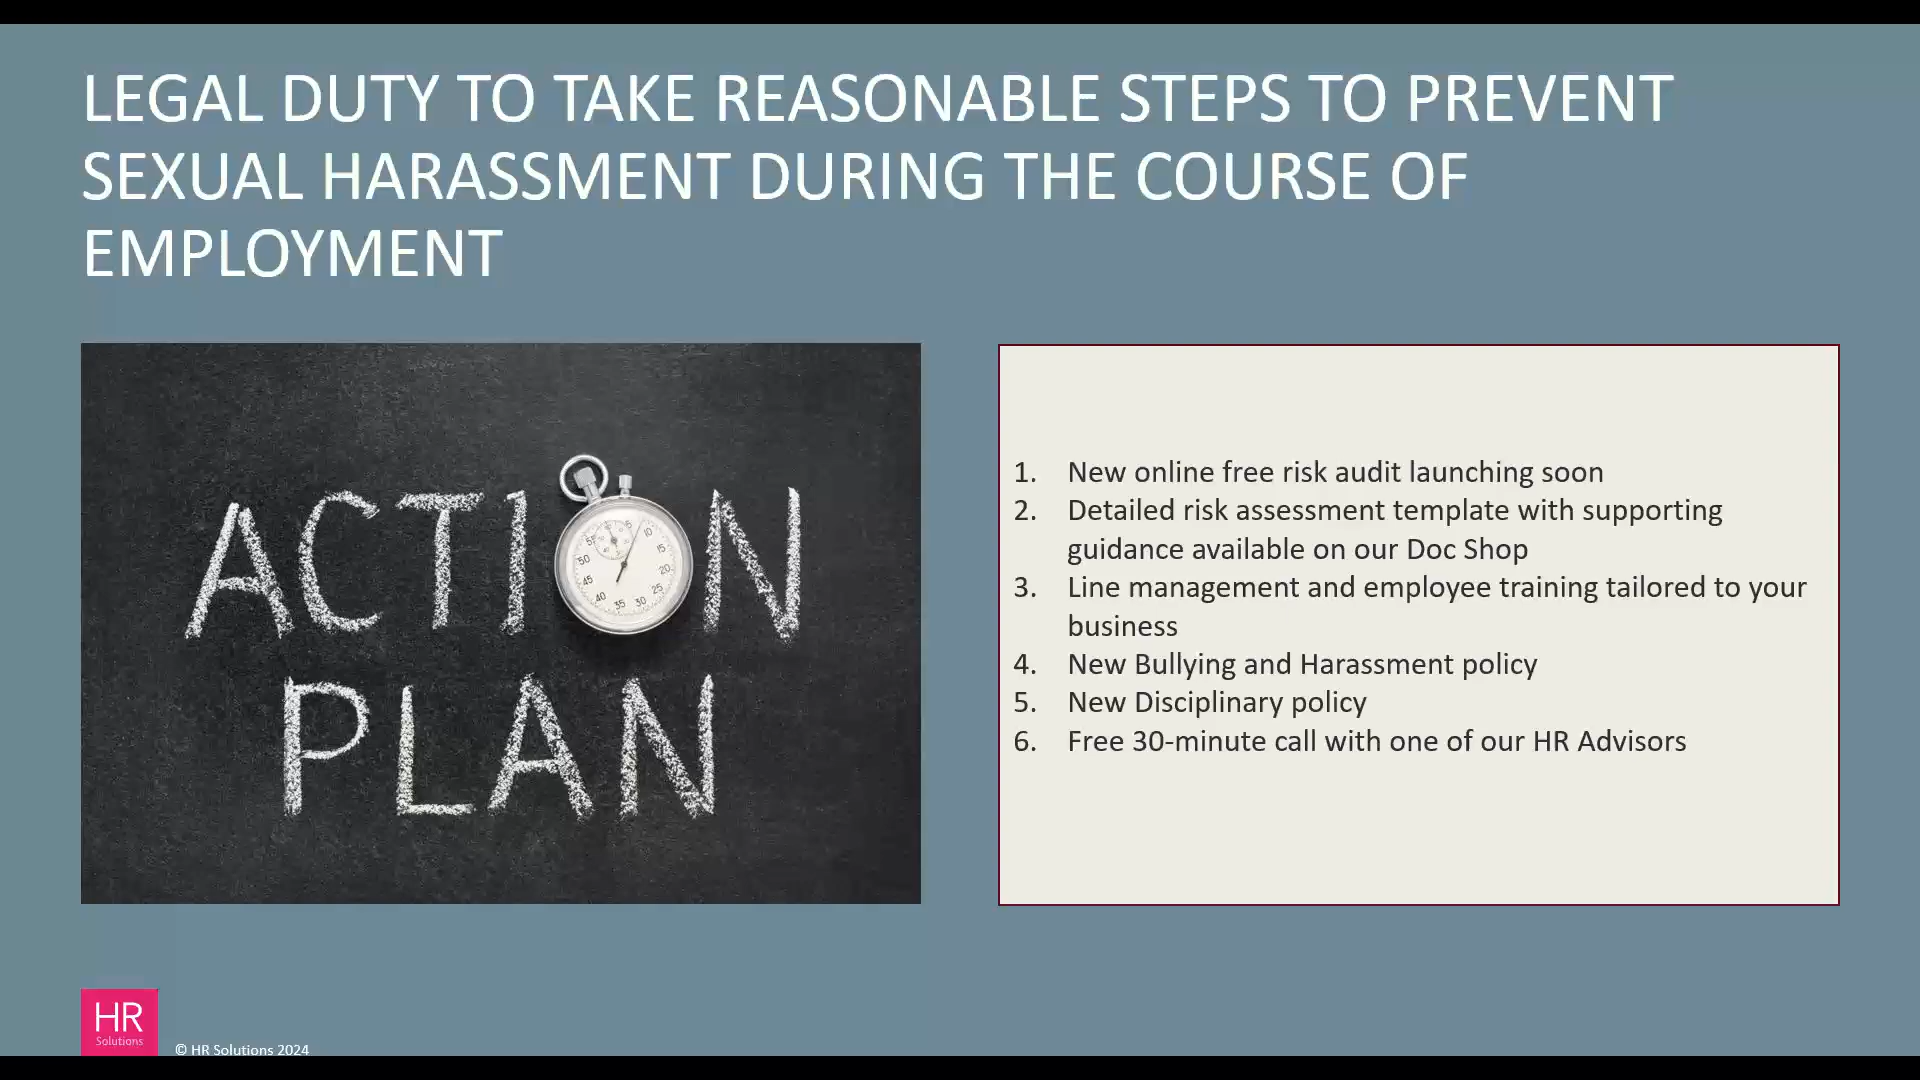 LEGAL DUTY TO TAKE REASONABLE STEPS TO PREVENT
SEXUAL HARASSMENT DURING THE COURSE OF
EMPLOYMENT
ACTI N
PLAN
1. New online free risk audit launching soon
2. Detailed risk assessment template with supporting
guidance available on our Doc Shop
3. Line management and employee training tailored to your
business
4. New Bullying and Harassment policy
5. New Disciplinary policy
6. Free 30-minute call with one of our HR Advisors
HR
Solutions
© HR Solutions 2024